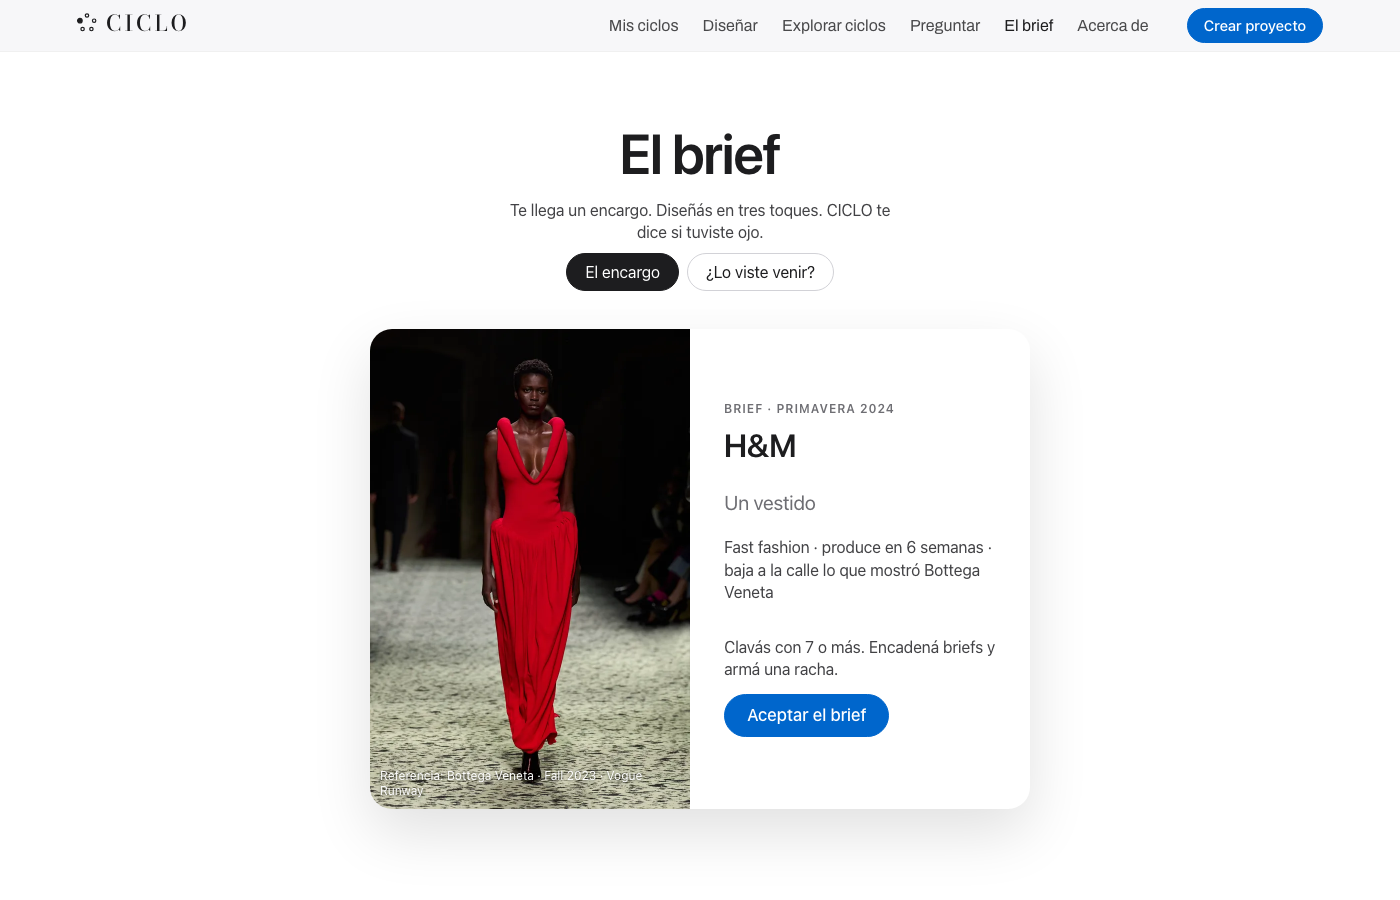 CICLO
Mis ciclos
Diseñar
Explorar ciclos
Preguntar
El brief
Acerca de
Crear proyecto
El brief
Te llega un encargo. Diseñás en tres toques. CICLO te
dice si tuviste ojo.
El encargo
¿Lo viste venir?
BRIEF · PRIMAVERA 2024
H&M
Un vestido
Fast fashion · produce en 6 semanas ·
baja a la calle lo que mostró Bottega
Veneta
Clavás con 7 o más. Encadená briefs y
armá una racha.
Aceptar el brief
Referencia: Bottega Veneta · Fall 2023 · Vogue
Runway